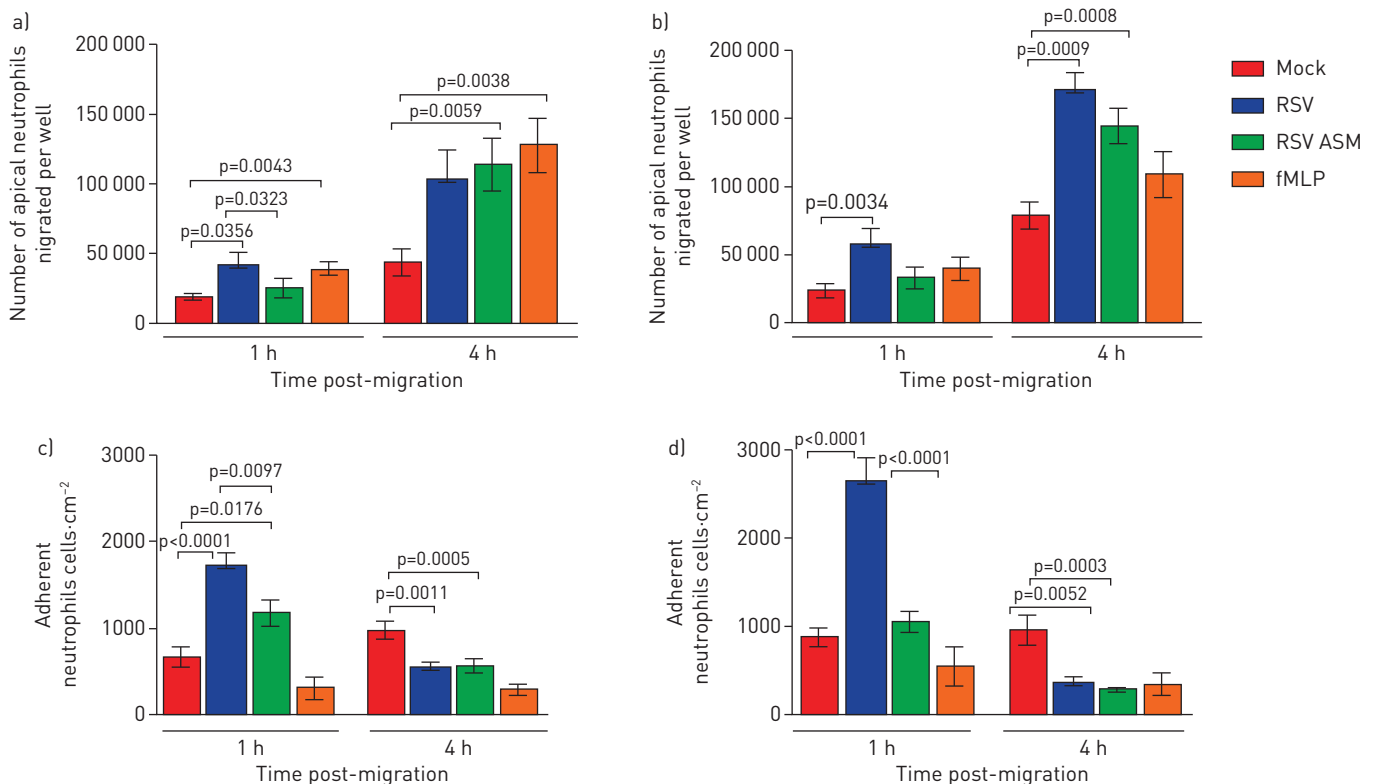 a)
200 000
150 000
100 000
50 000
0
Number of apical neutrophils
nigrated per well
p=0.0043
p=0.0323
p=0.0356
p=0.0038
p=0.0059
1 h
4 h
Time post-migration
b)
200 000
150 000
100 000
50 000
0
Number of apical neutrophils
nigrated per well
p=0.0034
p=0.0008
p=0.0009
1 h
4 h
Time post-migration
Mock
RSV
RSV ASM
fMLP
c)
3000
2000
1000
0
Adherent
neutrophils cells·cm⁻²
p=0.0097
p=0.0176
p<0.0001
p=0.0005
p=0.0011
1 h
4 h
Time post-migration
d)
3000
2000
1000
0
Adherent
neutrophils cells·cm⁻²
p<0.0001
p<0.0001
p=0.0003
p=0.0052
1 h
4 h
Time post-migration